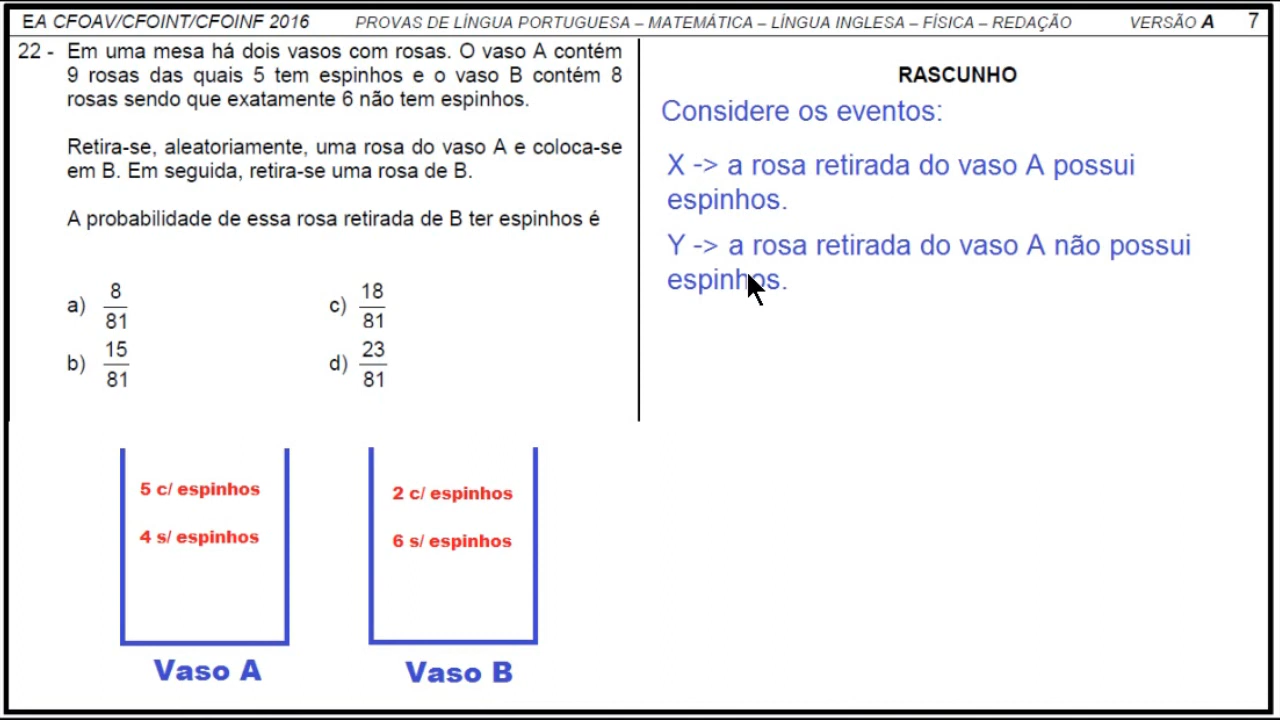 EA CFOAV/CFOINT/CFOINF 2016 PROVAS DE LÍNGUA PORTUGUESA – MATEMÁTICA – LÍNGUA INGLESA – FÍSICA – REDAÇÃO VERSÃO A 7
22 - Em uma mesa há dois vasos com rosas. O vaso A contém
9 rosas das quais 5 tem espinhos e o vaso B contém 8
rosas sendo que exatamente 6 não tem espinhos.
Retira-se, aleatoriamente, uma rosa do vaso A e coloca-se
em B. Em seguida, retira-se uma rosa de B.
A probabilidade de essa rosa retirada de B ter espinhos é
a) 8/81
b) 15/81
c) 18/81
d) 23/81
RASCUNHO
Considere os eventos:
X -> a rosa retirada do vaso A possui
espinhos.
Y -> a rosa retirada do vaso A não possui
espinhos.
5 c/ espinhos
4 s/ espinhos
Vaso A
2 c/ espinhos
6 s/ espinhos
Vaso B